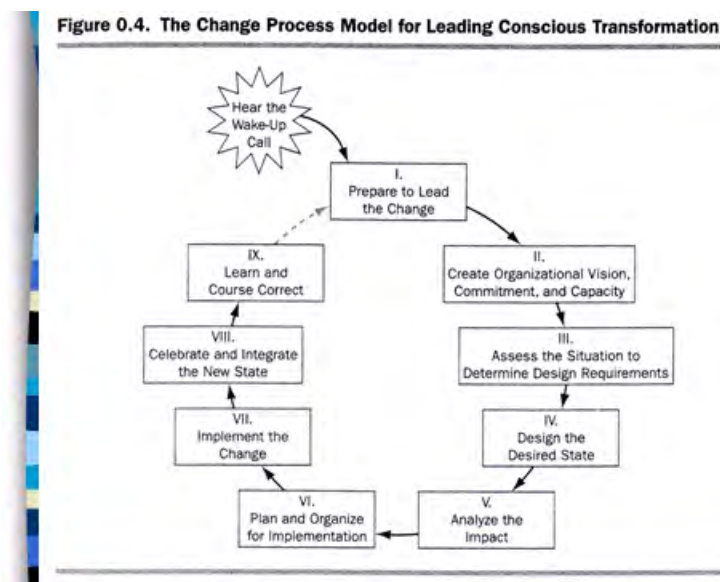 Figure 0.4. The Change Process Model for Leading Conscious Transformation
Hear the
Wake-Up
Call
I.
Prepare to Lead
the Change
II.
Create Organizational Vision,
Commitment, and Capacity
III.
Assess the Situation to
Determine Design Requirements
IV.
Design the
Desired State
V.
Analyze the
Impact
VI.
Plan and Organize
for Implementation
VII.
Implement the
Change
VIII.
Celebrate and Integrate
the New State
IX.
Learn and
Course Correct